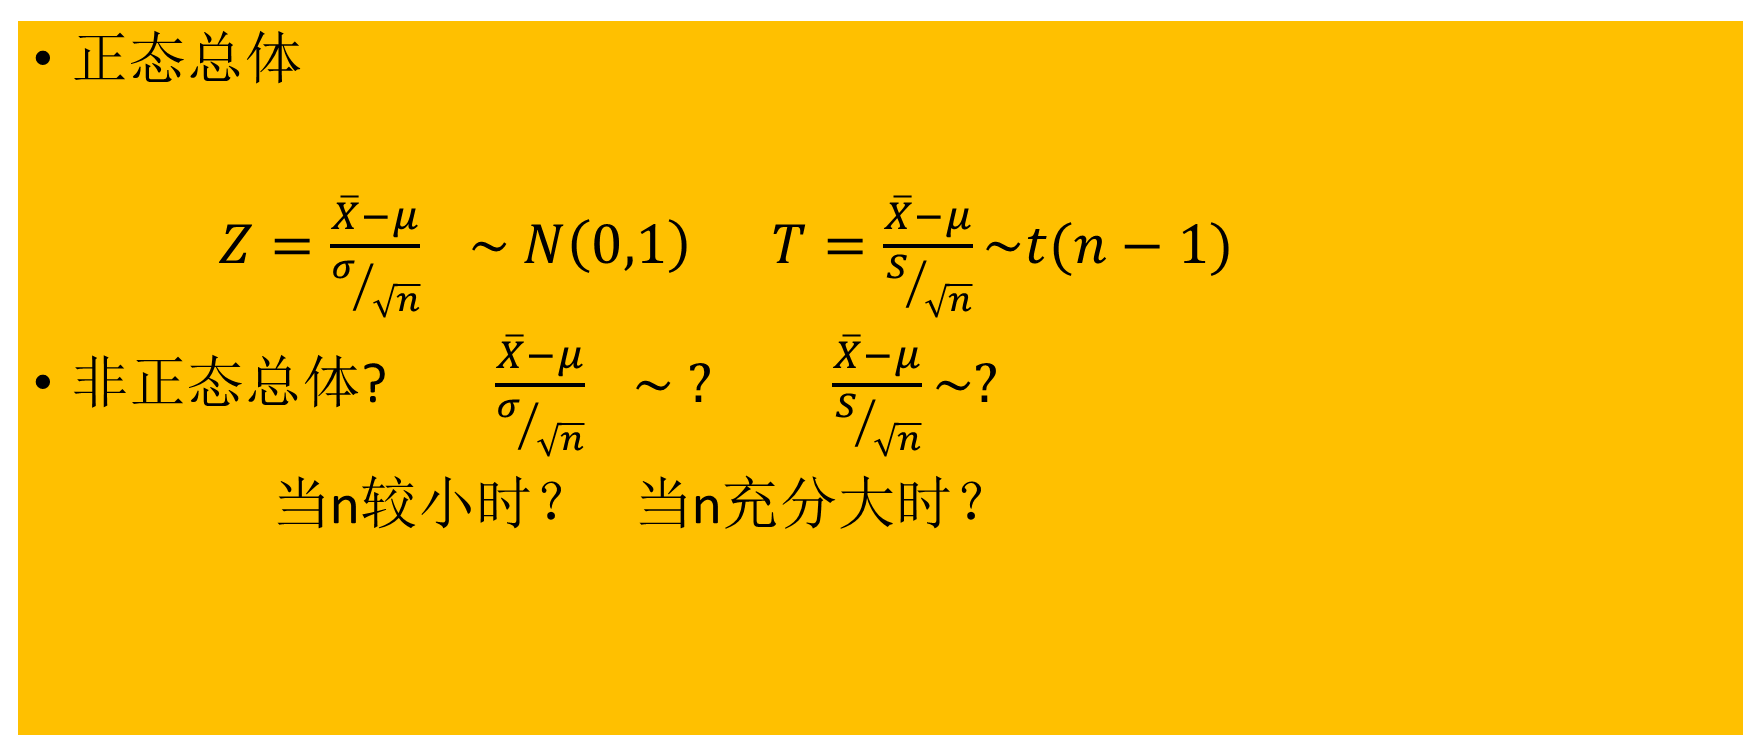 • 正态总体
Z = (X̄−μ)/(σ/√n) ~ N(0,1) T = (X̄−μ)/(S/√n) ~t(n − 1)
• 非正态总体? (X̄−μ)/(σ/√n) ~ ? (X̄−μ)/(S/√n) ~?
当n较小时？ 当n充分大时？